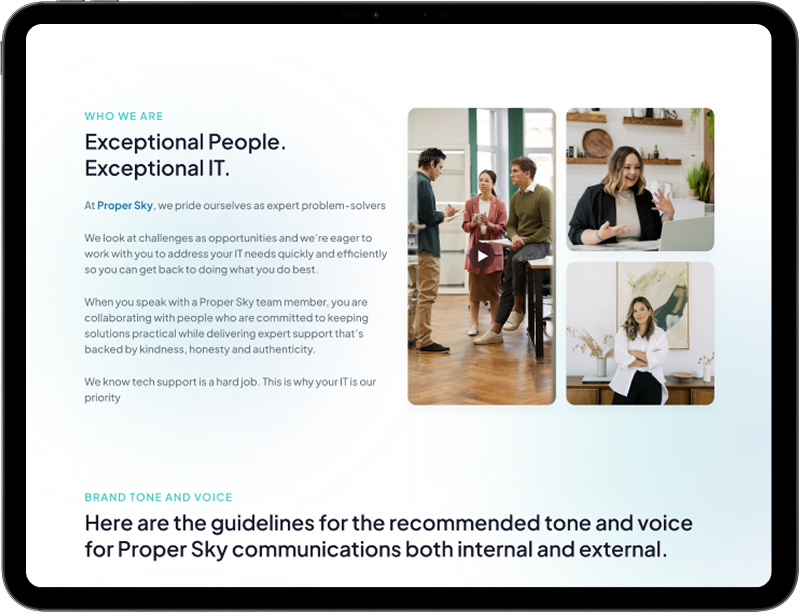 WHO WE ARE
Exceptional People.
Exceptional IT.
At Proper Sky, we pride ourselves as expert problem-solvers
We look at challenges as opportunities and we're eager to
work with you to address your IT needs quickly and efficiently
so you can get back to doing what you do best.
When you speak with a Proper Sky team member, you are
collaborating with people who are committed to keeping
solutions practical while delivering expert support that's
backed by kindness, honesty and authenticity.
We know tech support is a hard job. This is why your IT is our
priority
BRAND TONE AND VOICE
Here are the guidelines for the recommended tone and voice
for Proper Sky communications both internal and external.